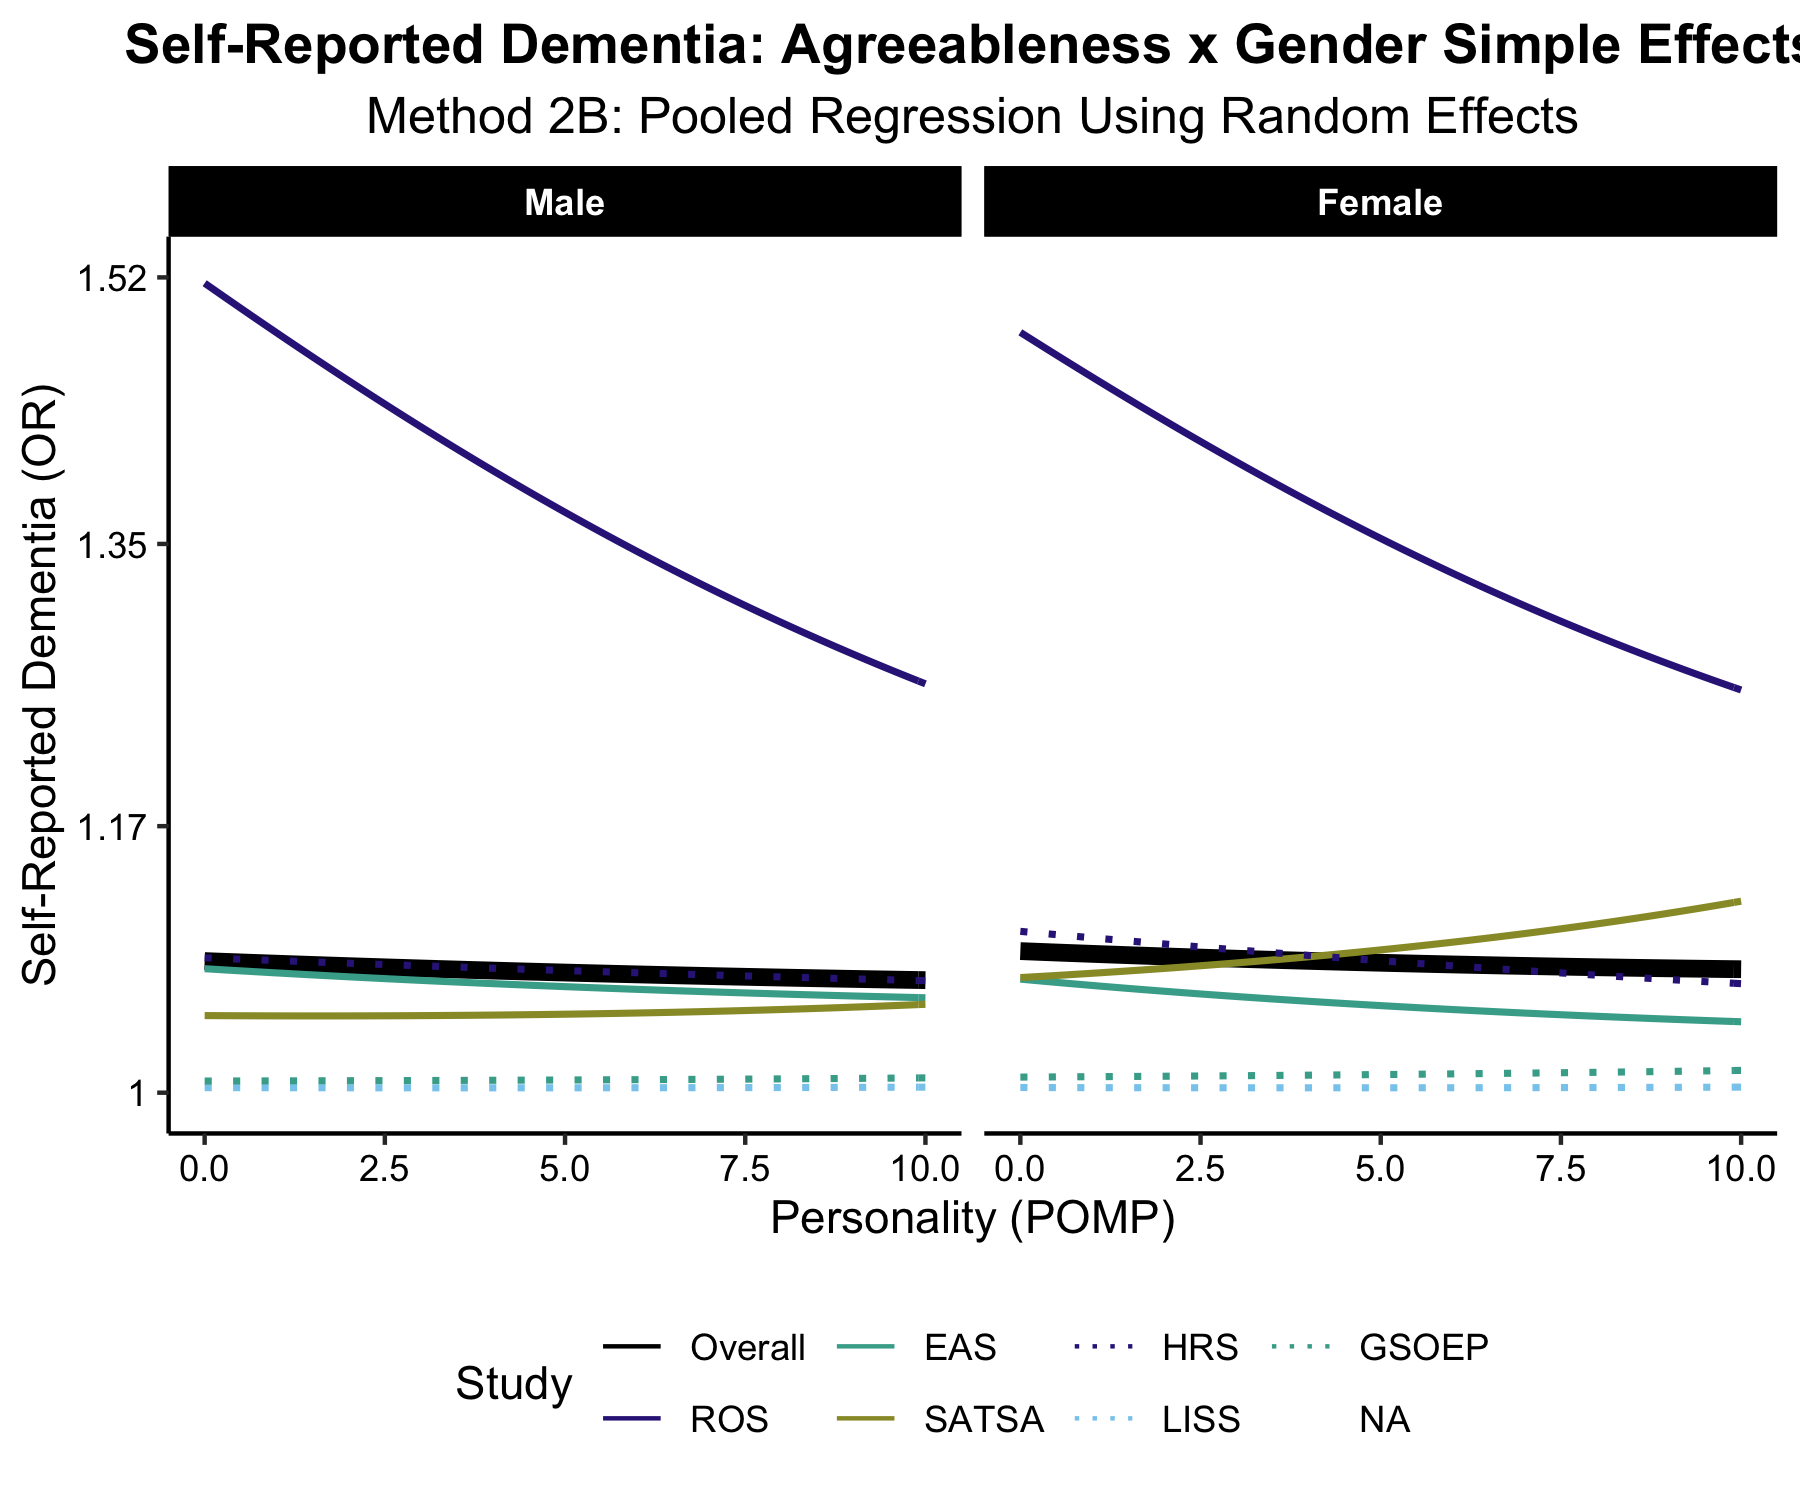 Self-Reported Dementia: Agreeableness x Gender Simple Effects
Method 2B: Pooled Regression Using Random Effects
Male
Female
Self-Reported Dementia (OR)
1.52
1.35
1.17
1
0.0 2.5 5.0 7.5 10.0
0.0 2.5 5.0 7.5 10.0
Personality (POMP)
Study
Overall EAS HRS GSOEP
ROS SATSA LISS NA